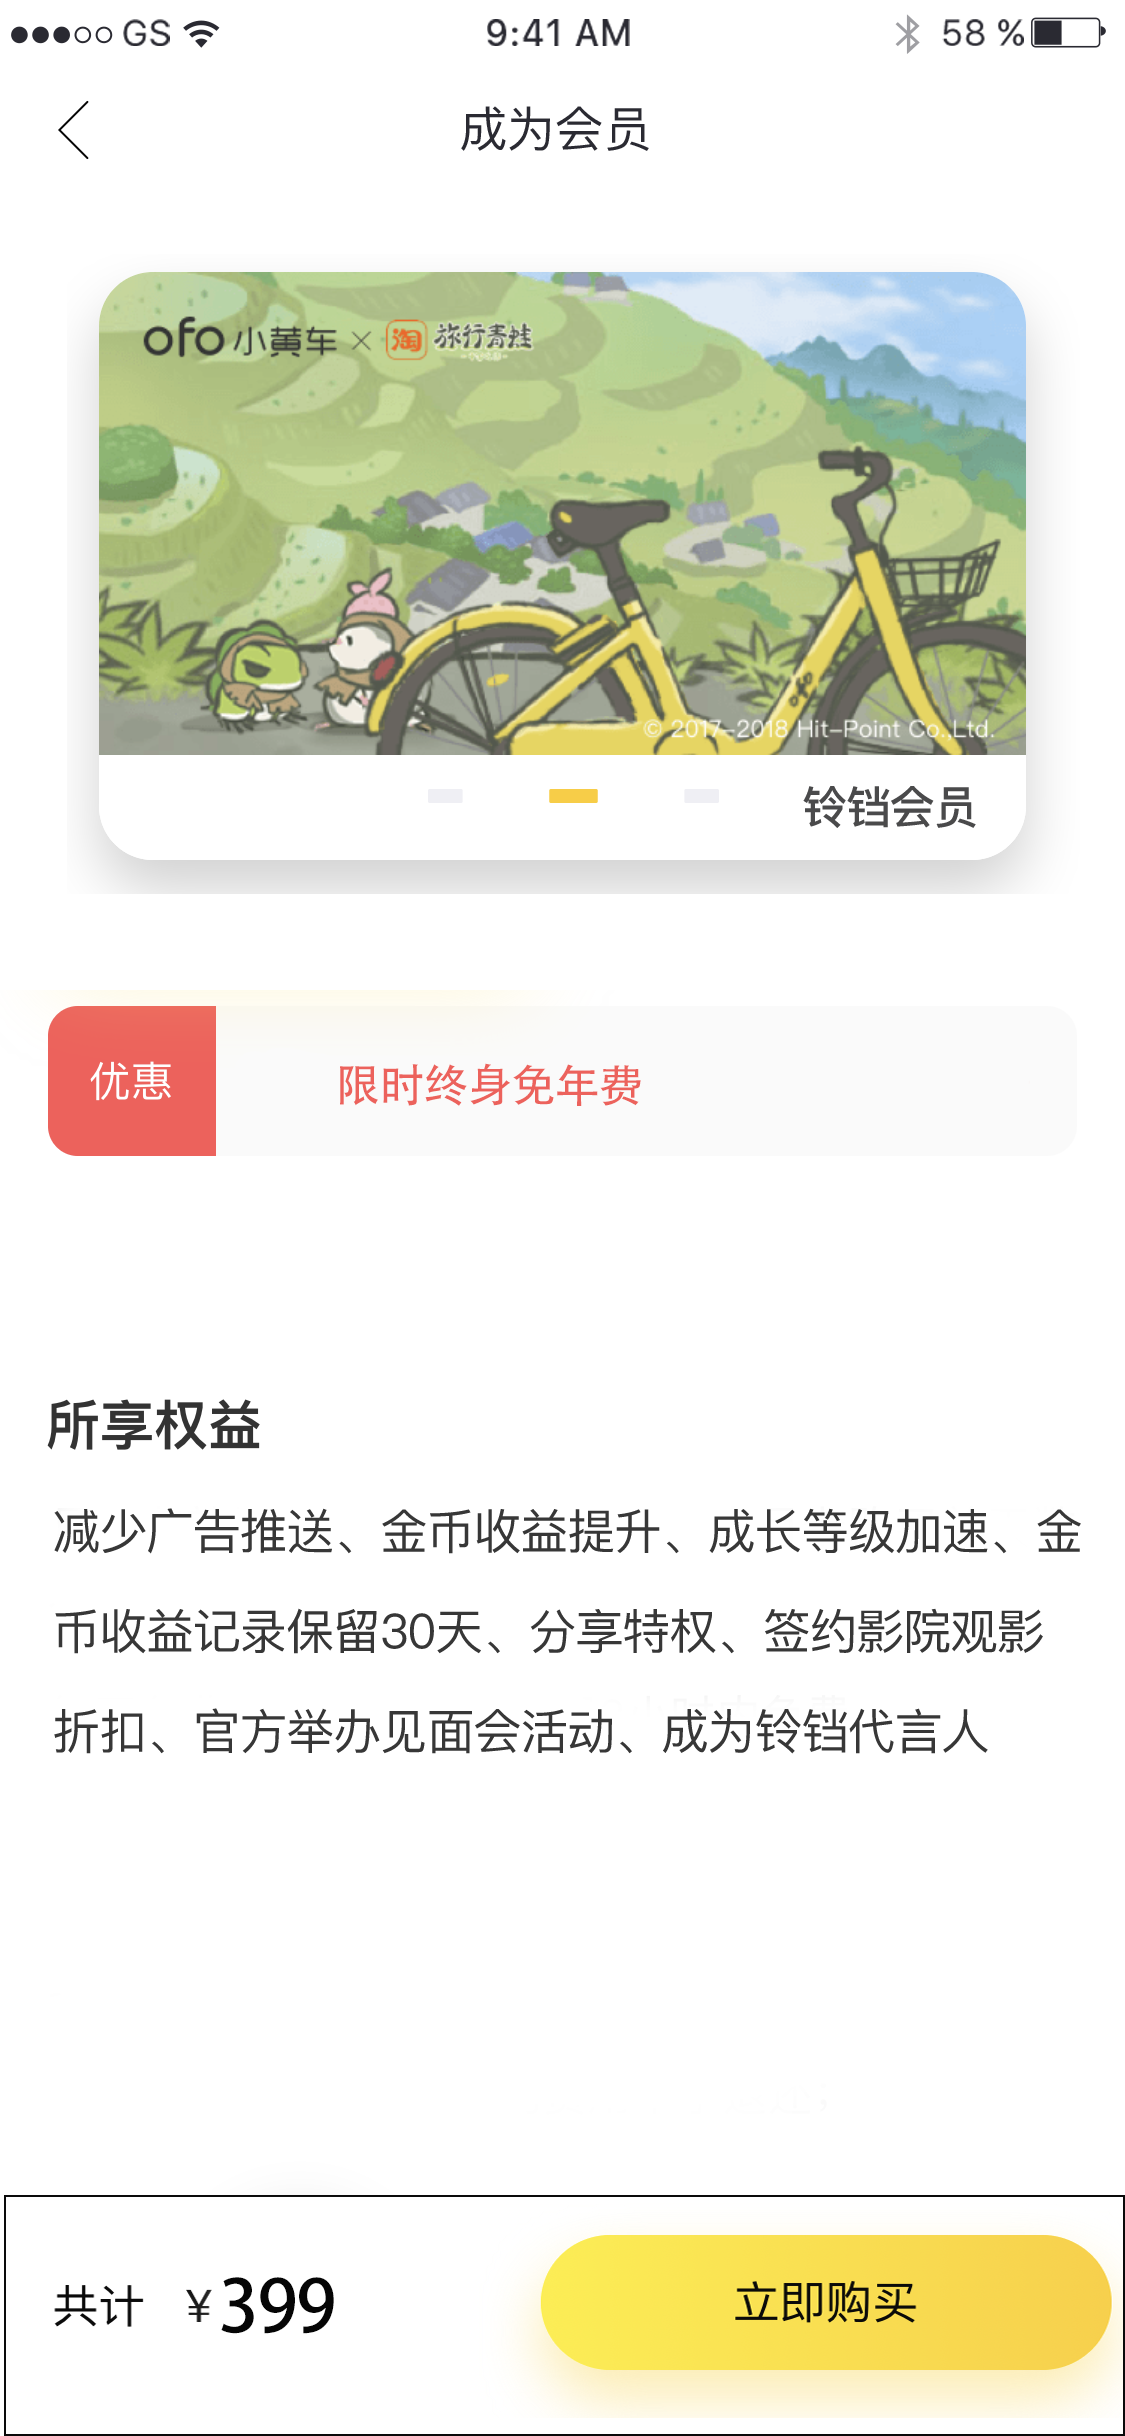 GS 9:41 AM 58 %
成为会员
ofo 小黄车 × 淘 旅行青蛙
© 2017-2018 Hit-Point Co.,Ltd.
铃铛会员
优惠 限时终身免年费
所享权益
减少广告推送、金币收益提升、成长等级加速、金
币收益记录保留30天、分享特权、签约影院观影
折扣、官方举办见面会活动、成为铃铛代言人
共计 ¥399 立即购买